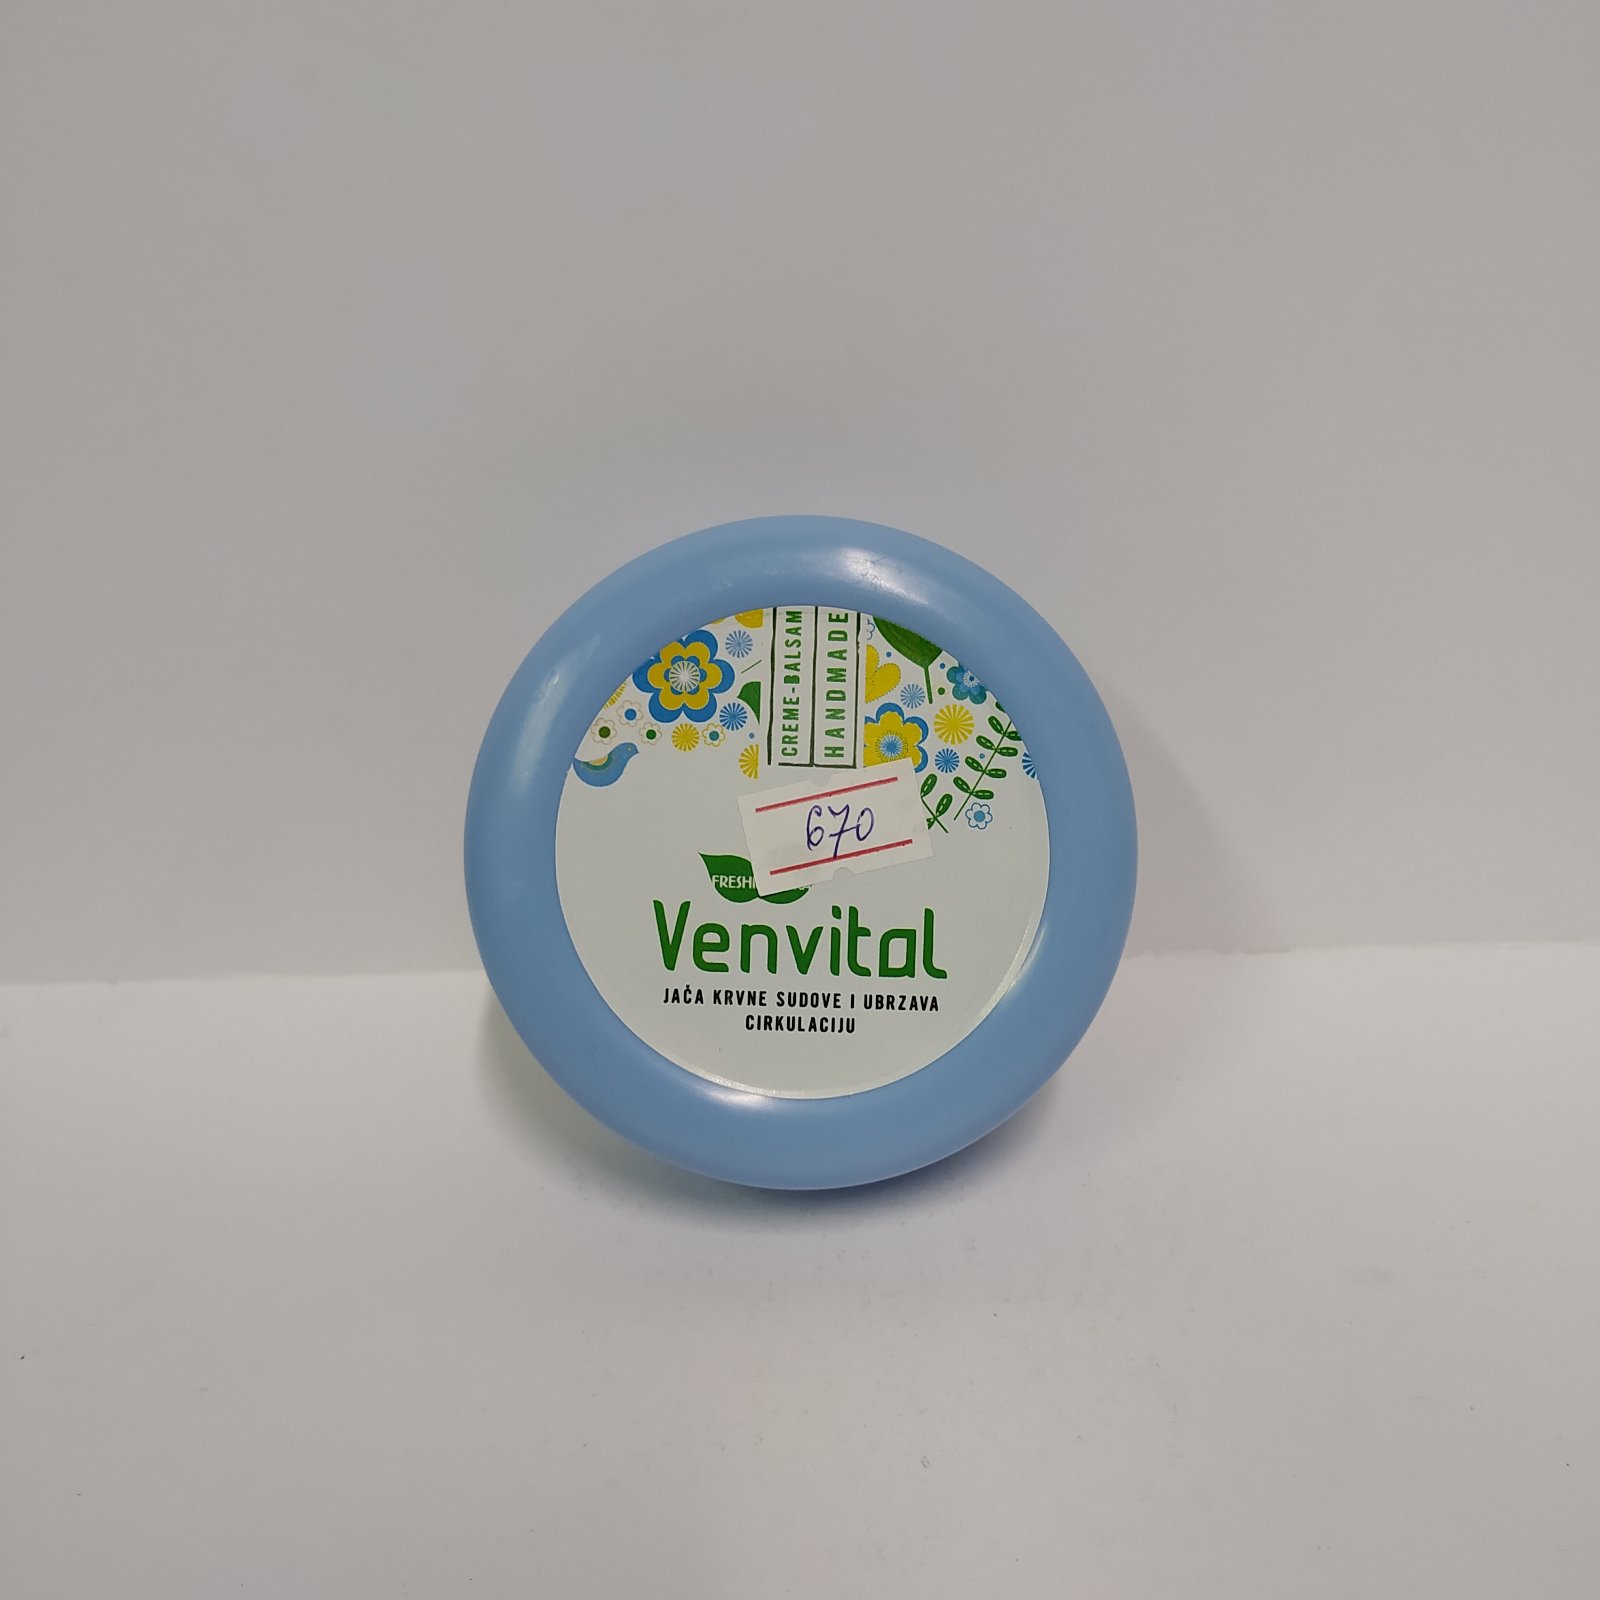 CREME-BALSAM
HANDMADE
670
Venvital
JAČA KRVNE SUDOVE I UBRZAVA
CIRKULACIJU